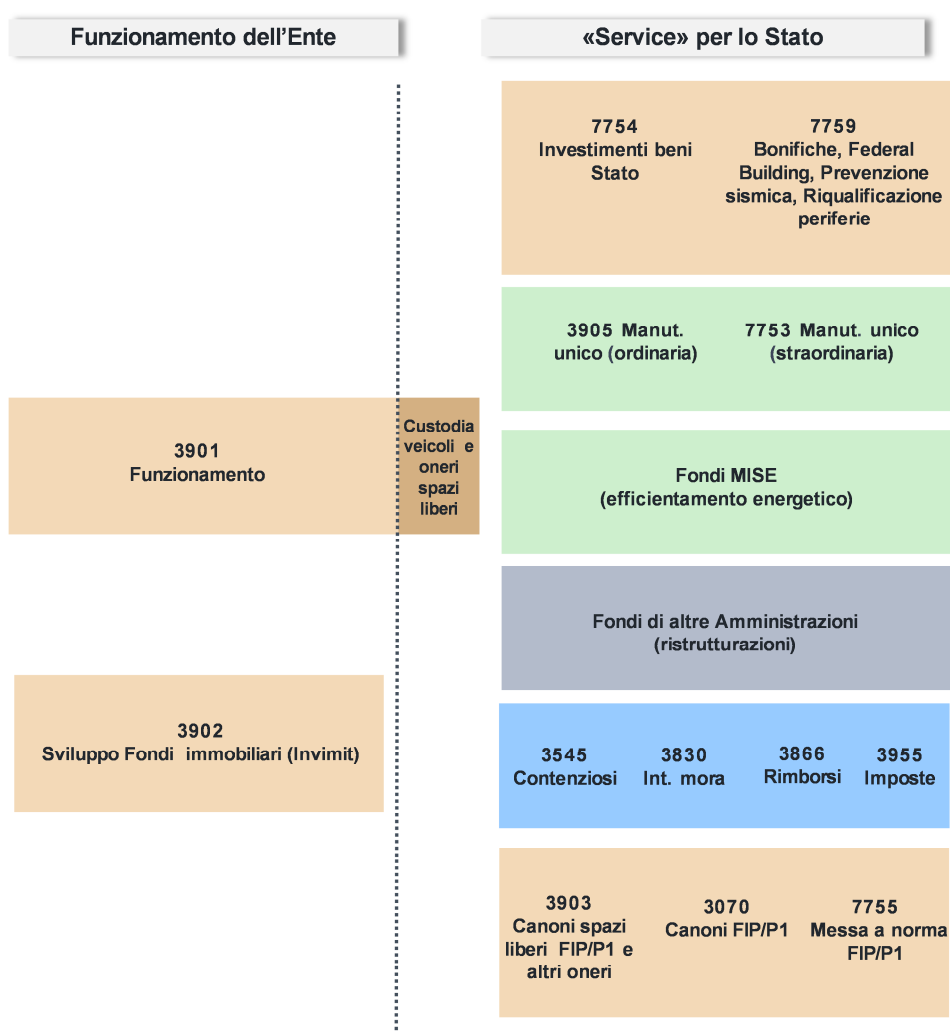 Funzionamento dell'Ente
«Service» per lo Stato
7754
Investimenti beni
Stato
7759
Bonifiche, Federal
Building, Prevenzione
sismica, Riqualificazione
periferie
3905 Manut.
unico (ordinaria)
7753 Manut. unico
(straordinaria)
3901
Funzionamento
Custodia
veicoli e
oneri
spazi
liberi
Fondi MISE
(efficientamento energetico)
Fondi di altre Amministrazioni
(ristrutturazioni)
3902
Sviluppo Fondi immobiliari (Invimit)
3545
Contenziosi
3830
Int. mora
3866
Rimborsi
3955
Imposte
3903
Canoni spazi
liberi FIP/P1 e
altri oneri
3070
Canoni FIP/P1
7755
Messa a norma
FIP/P1